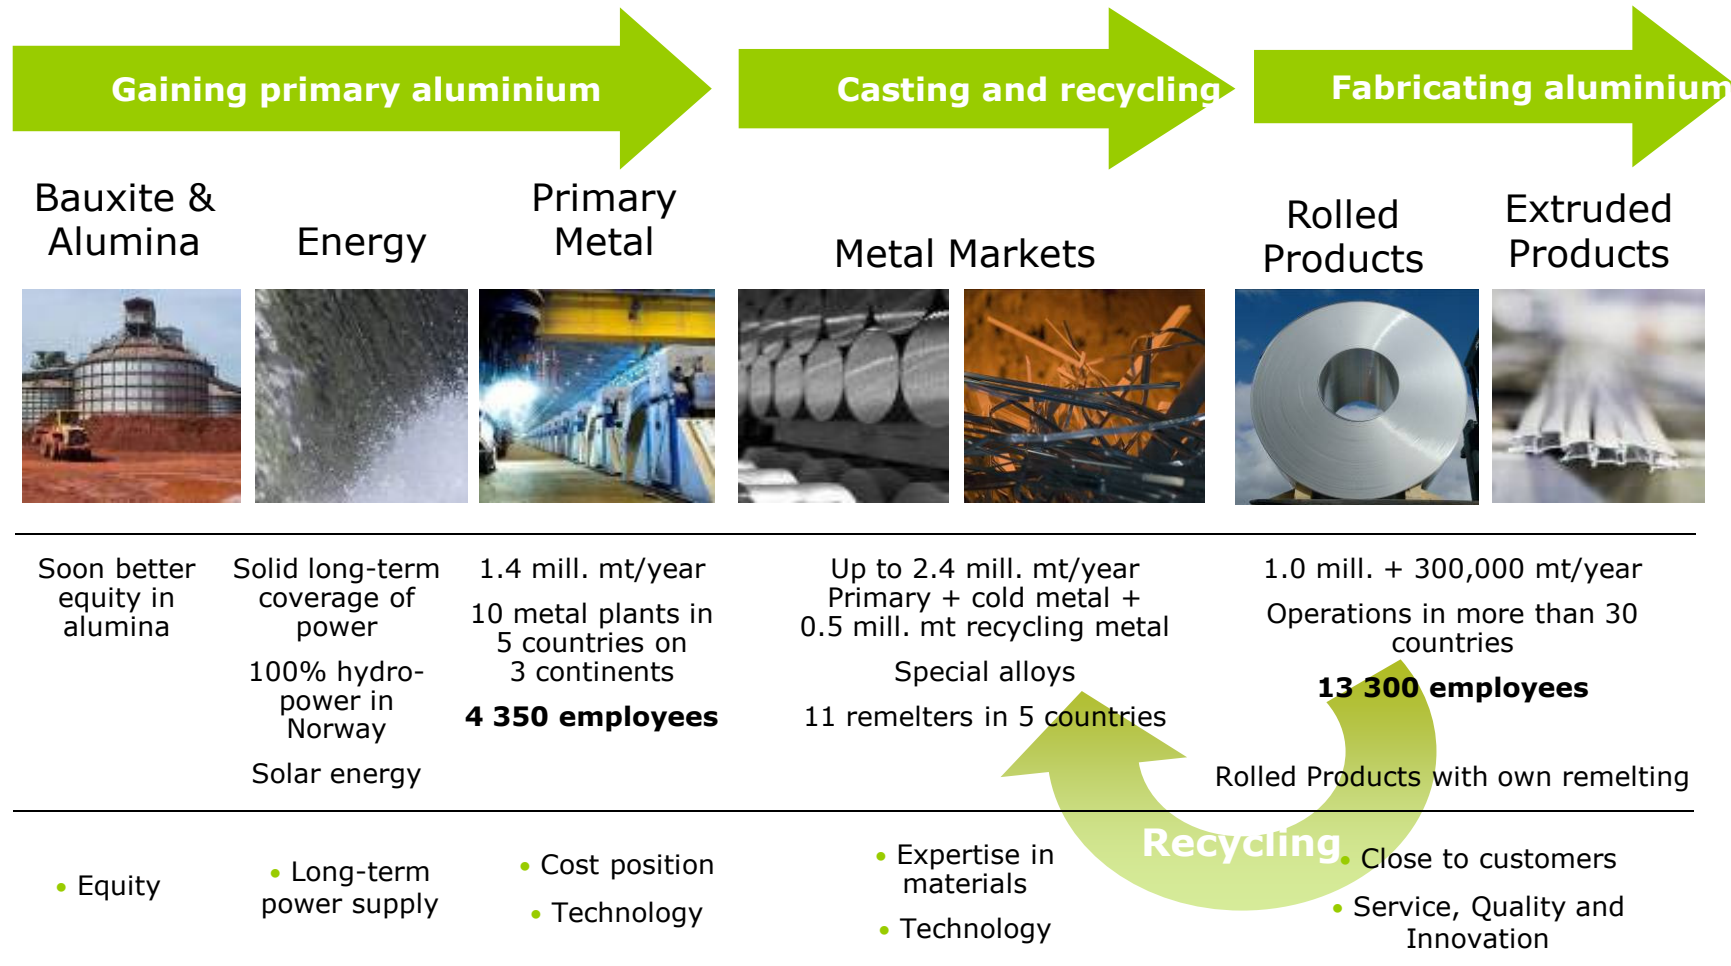 Gaining primary aluminium
Casting and recycling
Fabricating aluminium
Bauxite &
Alumina
Energy
Primary
Metal
Metal Markets
Rolled
Products
Extruded
Products
Soon better
equity in
alumina
Solid long-term
coverage of
power
100% hydro-
power in
Norway
Solar energy
1.4 mill. mt/year
10 metal plants in
5 countries on
3 continents
4 350 employees
Up to 2.4 mill. mt/year
Primary + cold metal +
0.5 mill. mt recycling metal
Special alloys
11 remelters in 5 countries
1.0 mill. + 300,000 mt/year
Operations in more than 30
countries
13 300 employees
Rolled Products with own remelting
Recycling
• Equity
• Long-term
power supply
• Cost position
• Technology
• Expertise in
materials
• Technology
• Close to customers
• Service, Quality and
Innovation